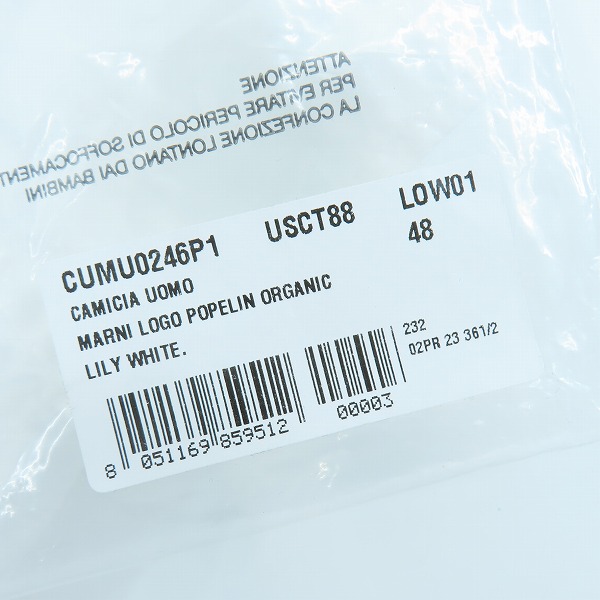 ATTENZIONE
PER EVITARE PERICOLO DI SOFFOCAMENT
LA CONFEZIONE LONTANO DAI BAMBINI
CUMU0246P1 USCT88 LOW01
CAMICIA UOMO 48
MARNI LOGO POPELIN ORGANIC
LILY WHITE.
232
02PR 23 361/2
8 051169 859512 00003